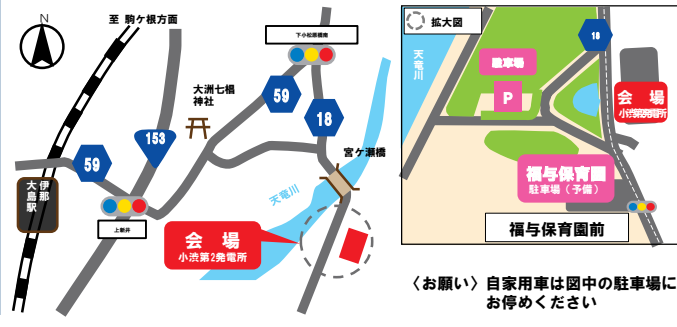 N
至 駒ケ根方面
下小松原橋南
大洲七椙
神社
59
18
153
59
宮ケ瀬橋
伊那
大島駅
天竜川
上新井
会 場
小渋第2発電所
拡大図
天竜川
駐車場
P
18
会 場
小渋第2発電所
福与保育園
駐車場（予備）
福与保育園前
〈お願い〉自家用車は図中の駐車場に
お停めください